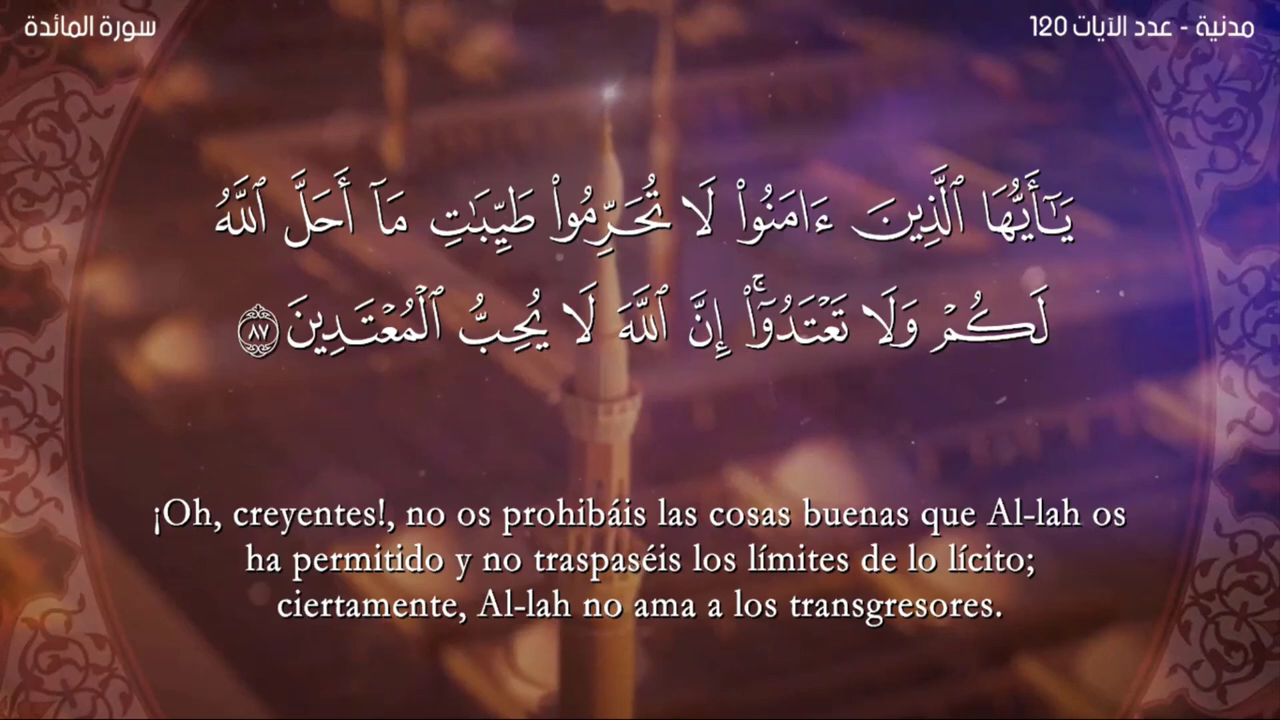 مدنية - عدد الآيات 120
سورة المائدة
يَـٰٓأَيُّهَا ٱلَّذِينَ ءَامَنُوا۟ لَا تُحَرِّمُوا۟ طَيِّبَـٰتِ مَآ أَحَلَّ ٱللَّهُ
لَكُمْ وَلَا تَعْتَدُوٓا۟ ۚ إِنَّ ٱللَّهَ لَا يُحِبُّ ٱلْمُعْتَدِينَ ٨٧
¡Oh, creyentes!, no os prohibáis las cosas buenas que Al-lah os
ha permitido y no traspaséis los límites de lo lícito;
ciertamente, Al-lah no ama a los transgresores.